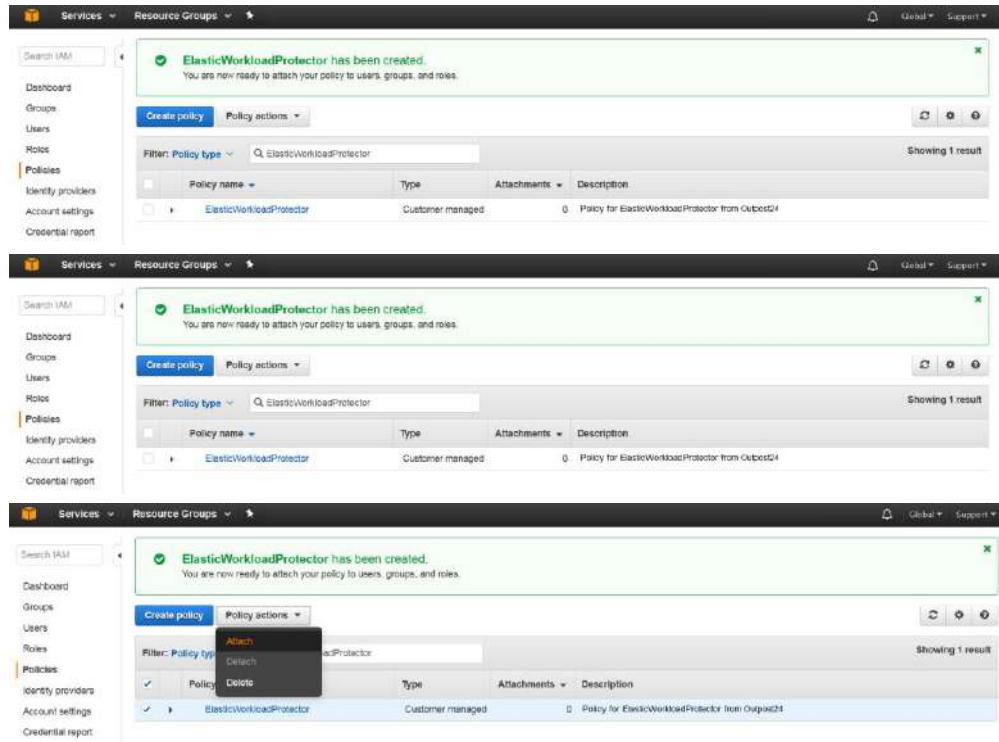 Services Resource Groups Global Support
Search IAM
ElasticWorkloadProtector has been created.
You are now ready to attach your policy to users, groups, and roles.
Dashboard
Groups
Users
Roles
Policies
Identity providers
Account settings
Credential report
Create policy Policy actions
Filter: Policy type ElasticWorkloadProtector Showing 1 result
Policy name Type Attachments Description
ElasticWorkloadProtector Customer managed 0 Policy for ElasticWorkloadProtector from Outpost24
Services Resource Groups Global Support
Search IAM
ElasticWorkloadProtector has been created.
You are now ready to attach your policy to users, groups, and roles.
Dashboard
Groups
Users
Roles
Policies
Identity providers
Account settings
Credential report
Create policy Policy actions
Filter: Policy type ElasticWorkloadProtector Showing 1 result
Policy name Type Attachments Description
ElasticWorkloadProtector Customer managed 0 Policy for ElasticWorkloadProtector from Outpost24
Services Resource Groups Global Support
Search IAM
ElasticWorkloadProtector has been created.
You are now ready to attach your policy to users, groups, and roles.
Dashboard
Groups
Users
Roles
Policies
Identity providers
Account settings
Credential report
Create policy Policy actions
Attach
Detach
Delete
Filter: Policy typ adProtector Showing 1 result
Policy Type Attachments Description
ElasticWorkloadProtector Customer managed 0 Policy for ElasticWorkloadProtector from Outpost24